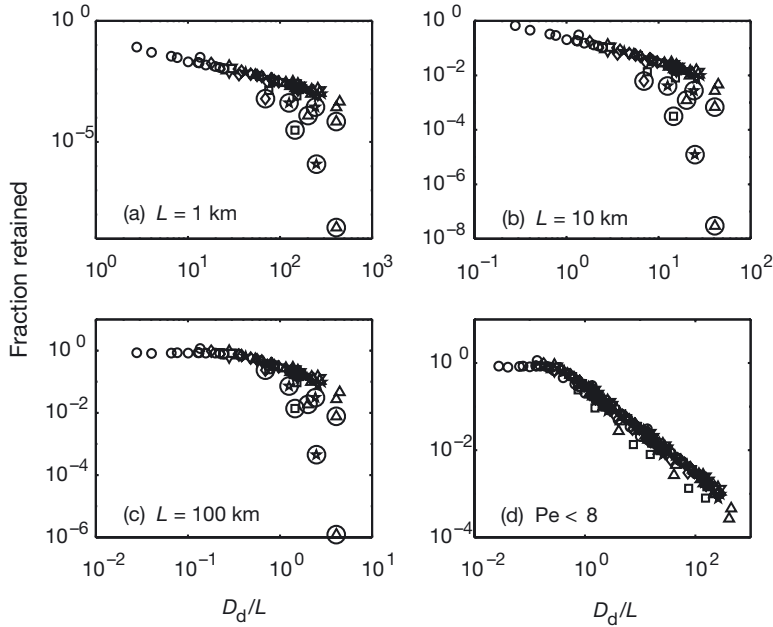 Fraction retained
10^0
10^-5
(a) L = 1 km
10^0 10^1 10^2 10^3
10^0
10^-2
10^-4
10^-6
10^-8
(b) L = 10 km
10^-1 10^0 10^1 10^2
10^0
10^-2
10^-4
10^-6
(c) L = 100 km
10^-2 10^-1 10^0 10^1
D_d/L
10^0
10^-2
10^-4
(d) Pe < 8
10^-2 10^0 10^2
D_d/L